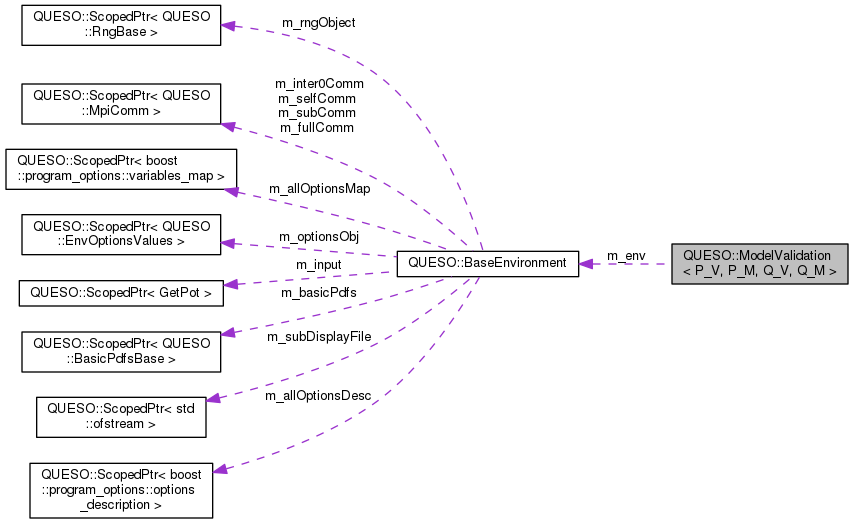 QUESO::ScopedPtr< QUESO
::RngBase >
m_rngObject
QUESO::ScopedPtr< QUESO
::MpiComm >
m_inter0Comm
m_selfComm
m_subComm
m_fullComm
QUESO::ScopedPtr< boost
::program_options::variables_map >
m_allOptionsMap
QUESO::ScopedPtr< QUESO
::EnvOptionsValues >
m_optionsObj
QUESO::ScopedPtr< GetPot >
m_input
QUESO::ScopedPtr< QUESO
::BasicPdfsBase >
m_basicPdfs
QUESO::ScopedPtr< std
::ofstream >
m_subDisplayFile
QUESO::ScopedPtr< boost
::program_options::options
_description >
m_allOptionsDesc
QUESO::BaseEnvironment
m_env
QUESO::ModelValidation
< P_V, P_M, Q_V, Q_M >